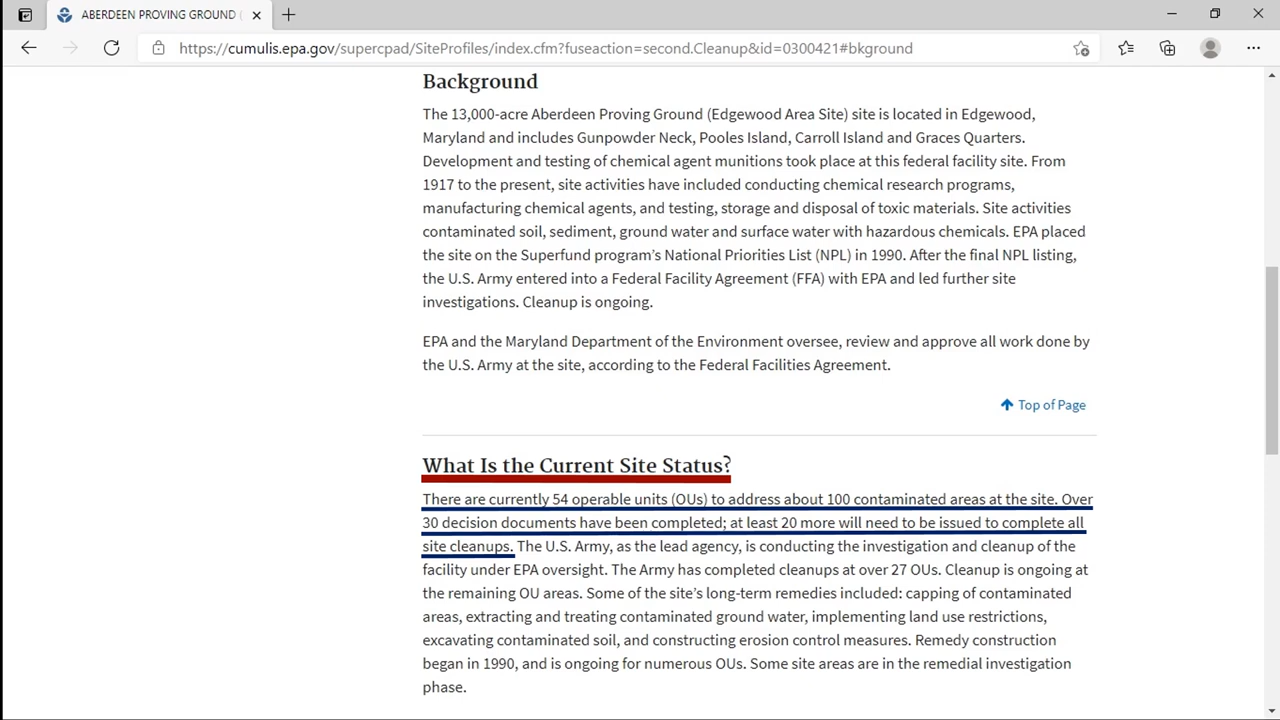 ABERDEEN PROVING GROUND (
https://cumulis.epa.gov/supercpad/SiteProfiles/index.cfm?fuseaction=second.Cleanup&id=0300421#bkground
Background
The 13,000-acre Aberdeen Proving Ground (Edgewood Area Site) site is located in Edgewood,
Maryland and includes Gunpowder Neck, Pooles Island, Carroll Island and Graces Quarters.
Development and testing of chemical agent munitions took place at this federal facility site. From
1917 to the present, site activities have included conducting chemical research programs,
manufacturing chemical agents, and testing, storage and disposal of toxic materials. Site activities
contaminated soil, sediment, ground water and surface water with hazardous chemicals. EPA placed
the site on the Superfund program's National Priorities List (NPL) in 1990. After the final NPL listing,
the U.S. Army entered into a Federal Facility Agreement (FFA) with EPA and led further site
investigations. Cleanup is ongoing.
EPA and the Maryland Department of the Environment oversee, review and approve all work done by
the U.S. Army at the site, according to the Federal Facilities Agreement.
Top of Page
What Is the Current Site Status?
There are currently 54 operable units (OUs) to address about 100 contaminated areas at the site. Over
30 decision documents have been completed; at least 20 more will need to be issued to complete all
site cleanups. The U.S. Army, as the lead agency, is conducting the investigation and cleanup of the
facility under EPA oversight. The Army has completed cleanups at over 27 OUs. Cleanup is ongoing at
the remaining OU areas. Some of the site's long-term remedies included: capping of contaminated
areas, extracting and treating contaminated ground water, implementing land use restrictions,
excavating contaminated soil, and constructing erosion control measures. Remedy construction
began in 1990, and is ongoing for numerous OUs. Some site areas are in the remedial investigation
phase.